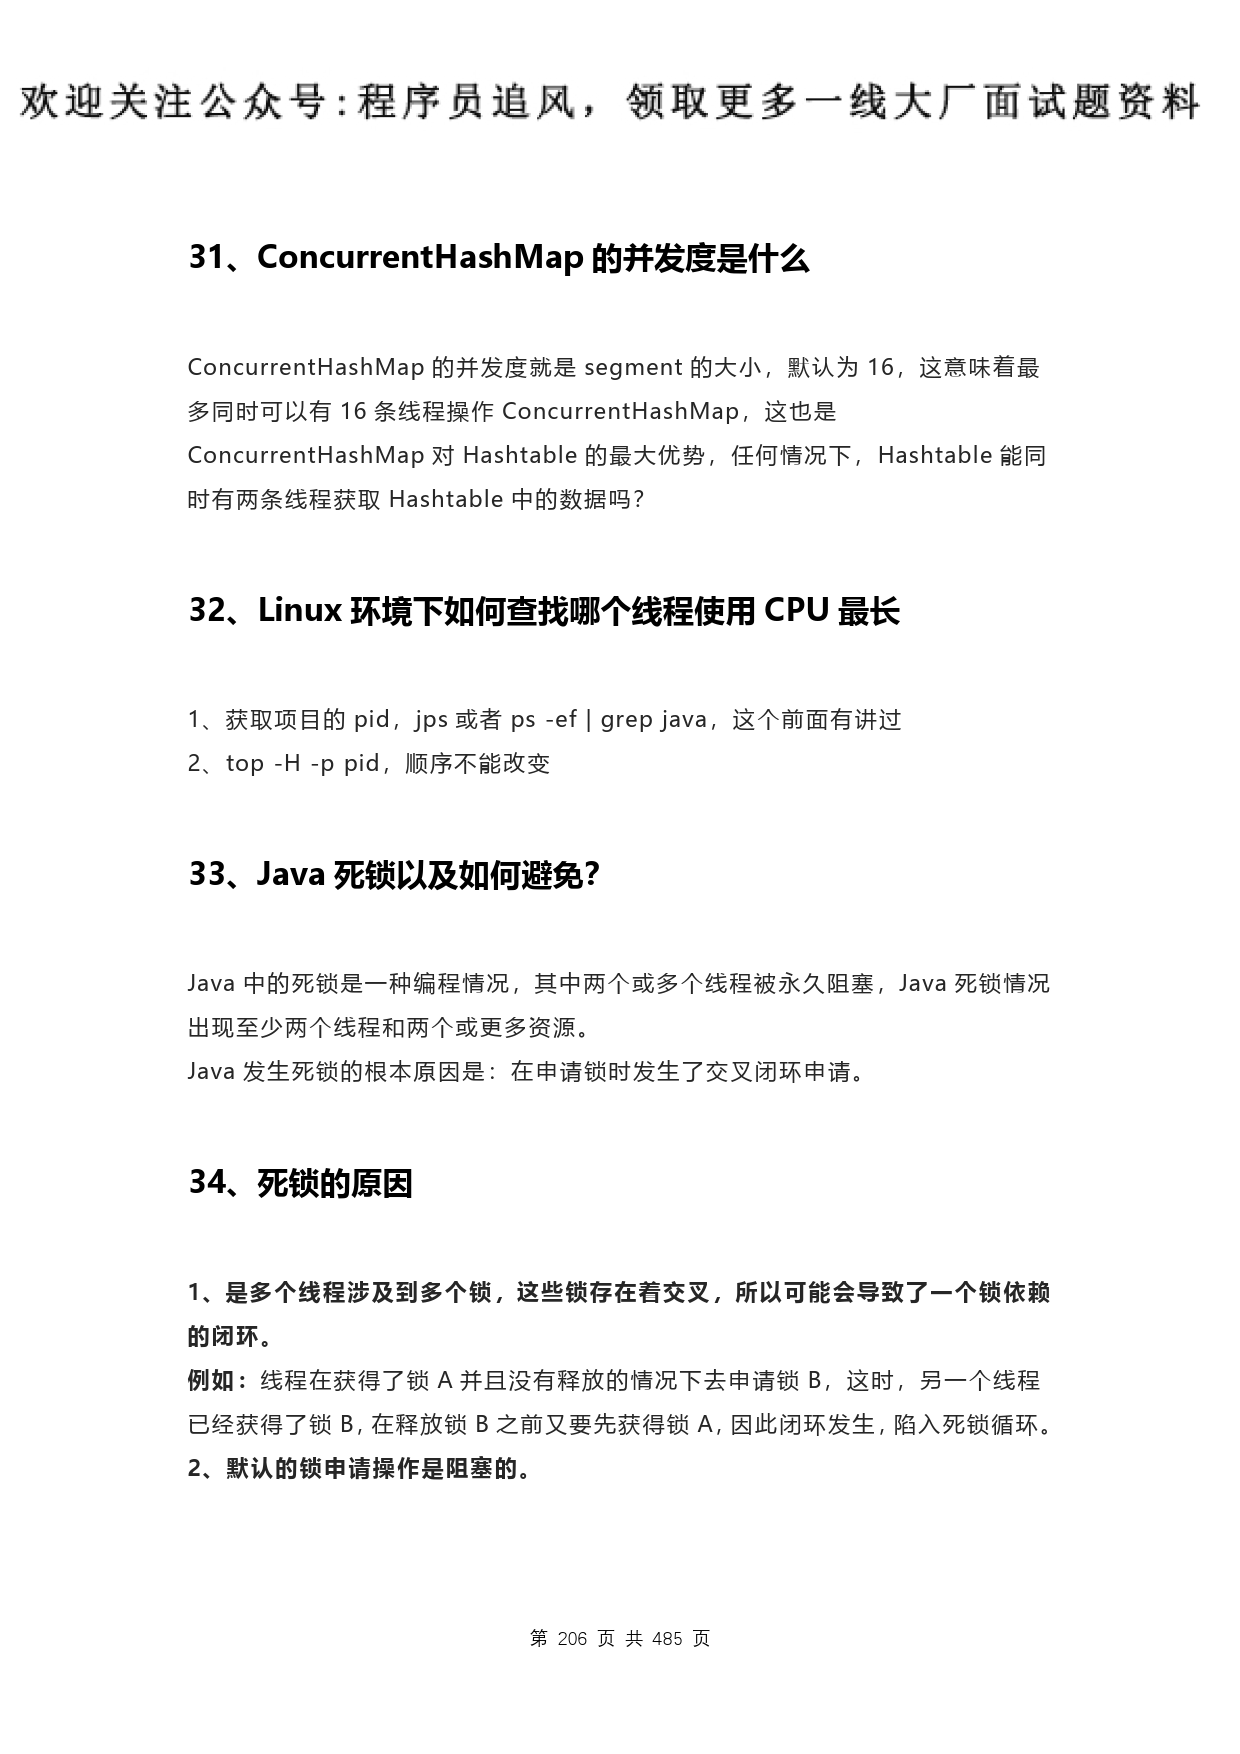 欢迎关注公众号:程序员追风，领取更多一线大厂面试题资料
31、ConcurrentHashMap 的并发度是什么
ConcurrentHashMap 的并发度就是 segment 的大小，默认为 16，这意味着最
多同时可以有 16 条线程操作 ConcurrentHashMap，这也是
ConcurrentHashMap 对 Hashtable 的最大优势，任何情况下，Hashtable 能同
时有两条线程获取 Hashtable 中的数据吗？
32、Linux 环境下如何查找哪个线程使用 CPU 最长
1、获取项目的 pid，jps 或者 ps -ef | grep java，这个前面有讲过
2、top -H -p pid，顺序不能改变
33、Java 死锁以及如何避免？
Java 中的死锁是一种编程情况，其中两个或多个线程被永久阻塞，Java 死锁情况
出现至少两个线程和两个或更多资源。
Java 发生死锁的根本原因是：在申请锁时发生了交叉闭环申请。
34、死锁的原因
1、是多个线程涉及到多个锁，这些锁存在着交叉，所以可能会导致了一个锁依赖
的闭环。
例如：线程在获得了锁 A 并且没有释放的情况下去申请锁 B，这时，另一个线程
已经获得了锁 B，在释放锁 B 之前又要先获得锁 A，因此闭环发生，陷入死锁循环。
2、默认的锁申请操作是阻塞的。
第 206 页 共 485 页